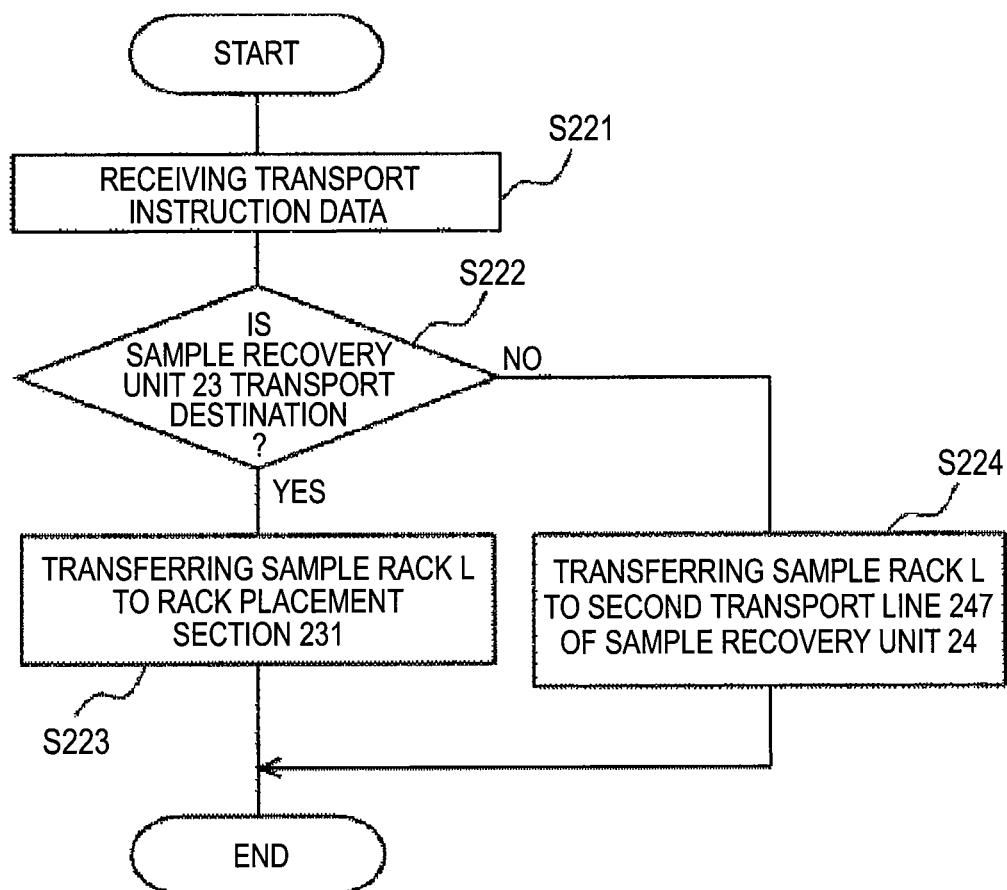 START
S221
RECEIVING TRANSPORT
INSTRUCTION DATA
S222
IS
SAMPLE RECOVERY
UNIT 23 TRANSPORT
DESTINATION
?
NO
YES
S224
TRANSFERRING SAMPLE RACK L
TO RACK PLACEMENT
SECTION 231
TRANSFERRING SAMPLE RACK L
TO SECOND TRANSPORT LINE 247
OF SAMPLE RECOVERY UNIT 24
S223
END